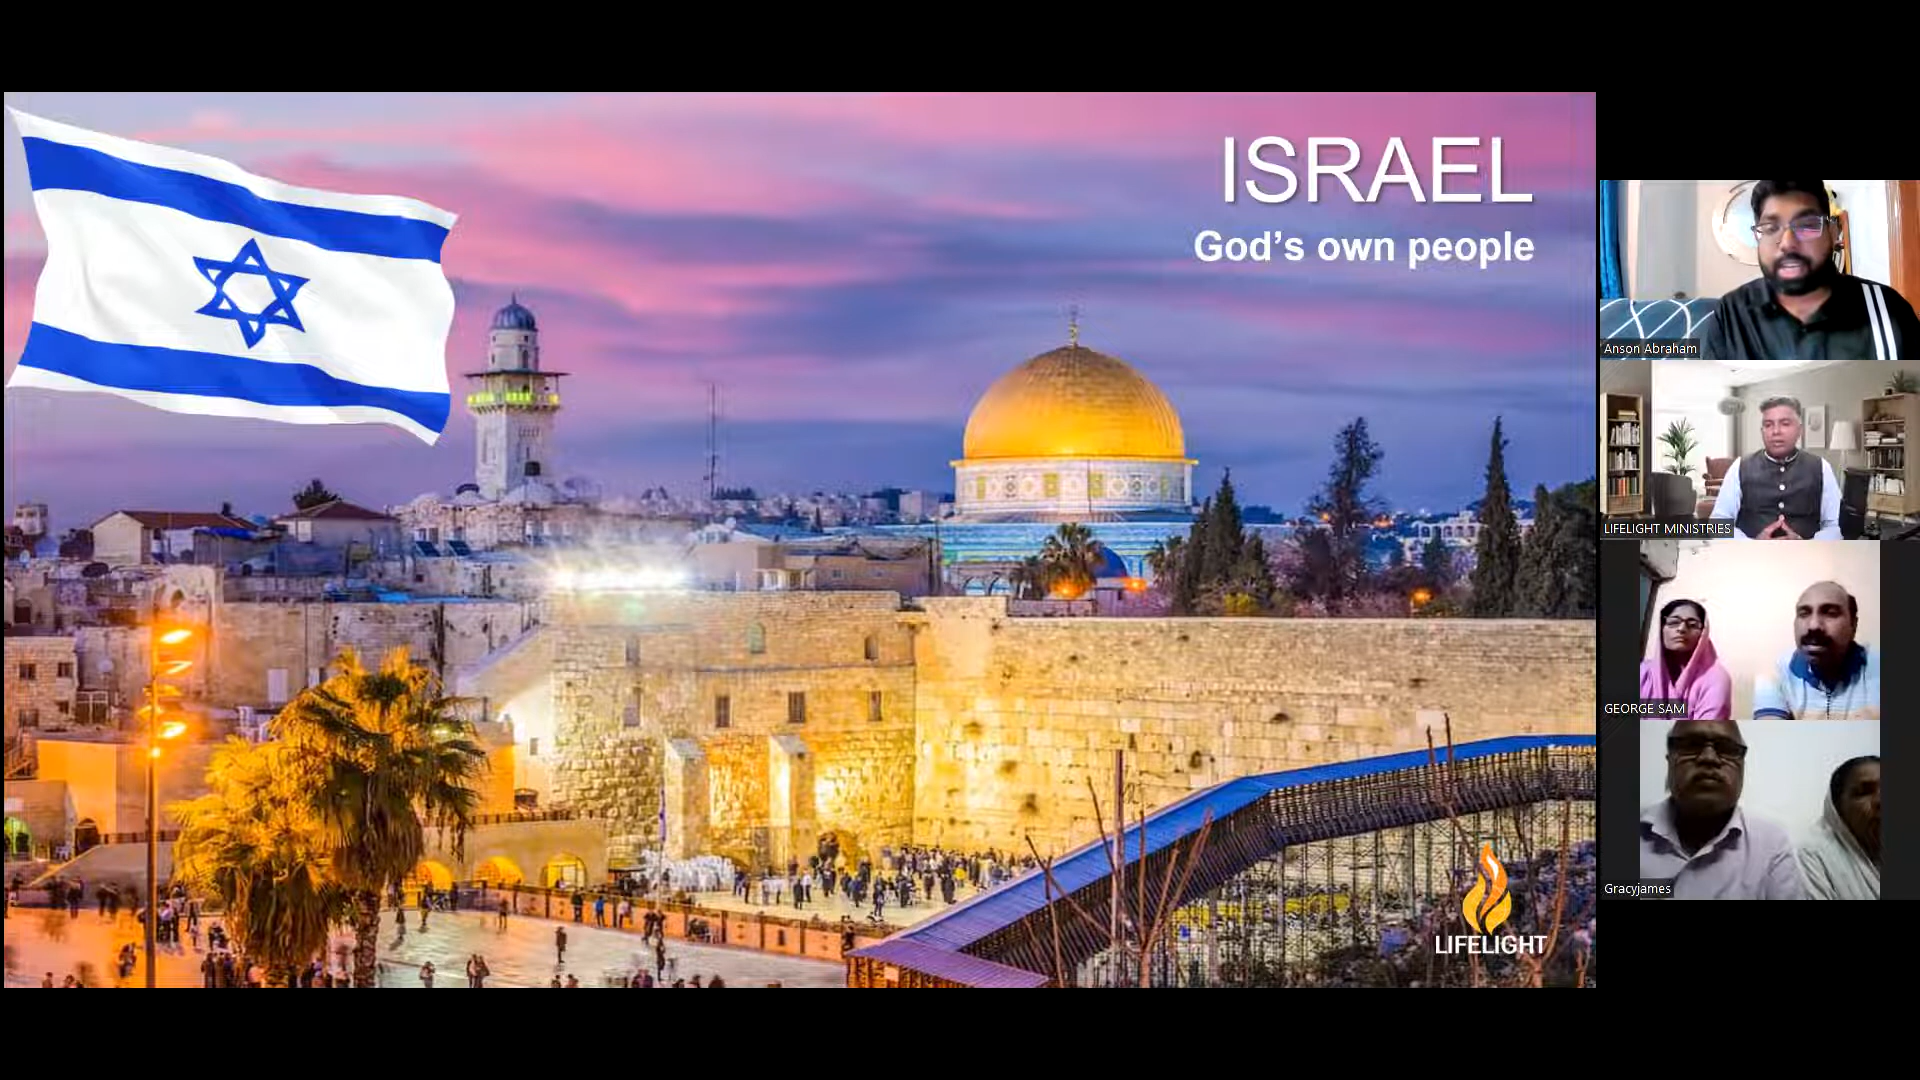 ISRAEL
God's own people
LIFELIGHT
Anson Abraham
LIFELIGHT MINISTRIES
GEORGE SAM
Gracyjames